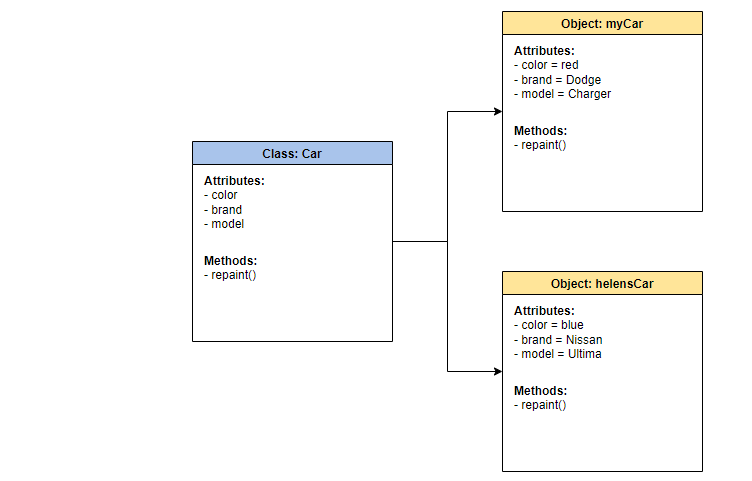 Class: Car
Attributes:
- color
- brand
- model
Methods:
- repaint()
Object: myCar
Attributes:
- color = red
- brand = Dodge
- model = Charger
Methods:
- repaint()
Object: helensCar
Attributes:
- color = blue
- brand = Nissan
- model = Ultima
Methods:
- repaint()